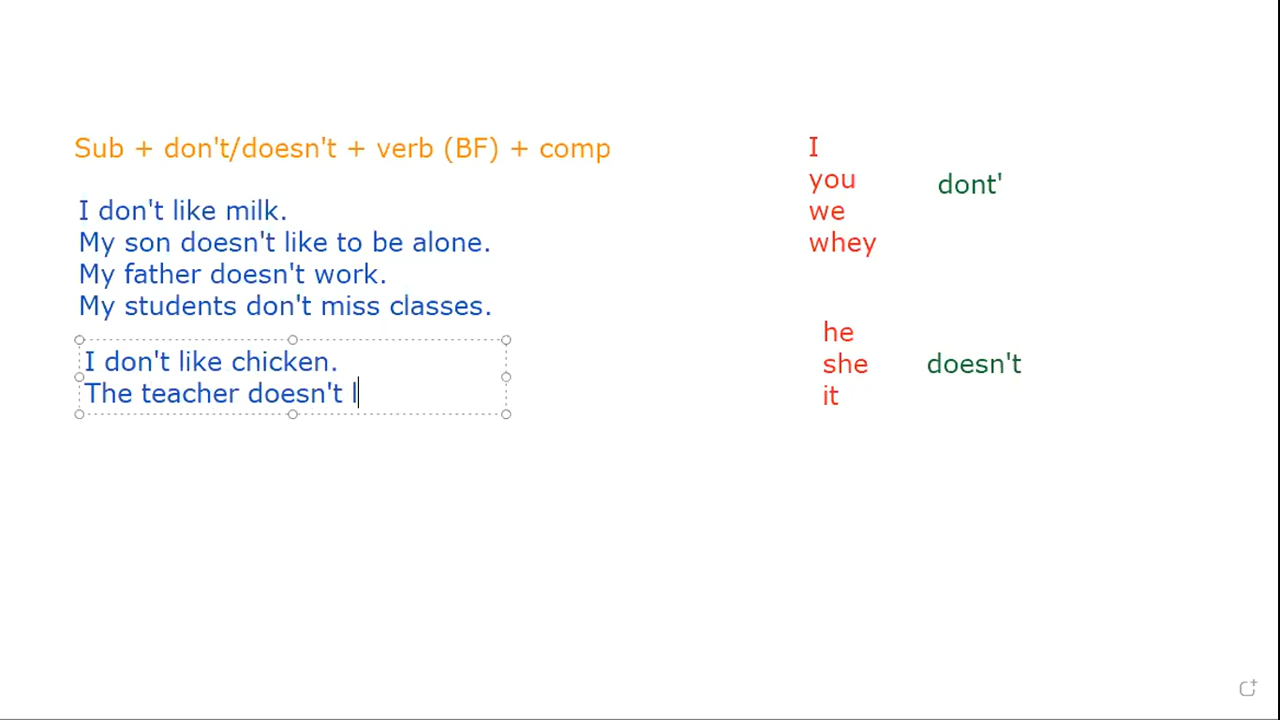 Sub + don't/doesn't + verb (BF) + comp
I don't like milk.
My son doesn't like to be alone.
My father doesn't work.
My students don't miss classes.
I don't like chicken.
The teacher doesn't l
I
you
we
whey
dont'
he
she
it
doesn't